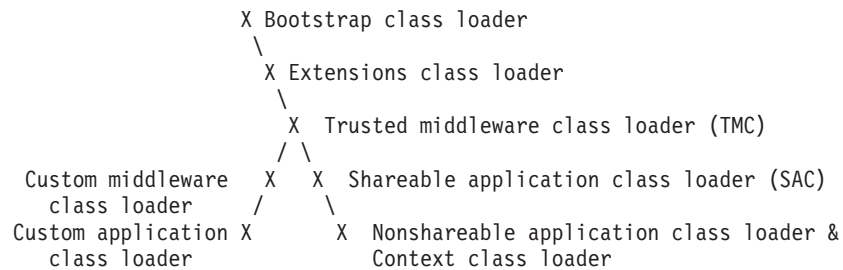 X Bootstrap class loader
\
X Extensions class loader
\
X Trusted middleware class loader (TMC)
/ \
Custom middleware X X Shareable application class loader (SAC)
class loader / \
Custom application X X Nonshareable application class loader &
class loader Context class loader